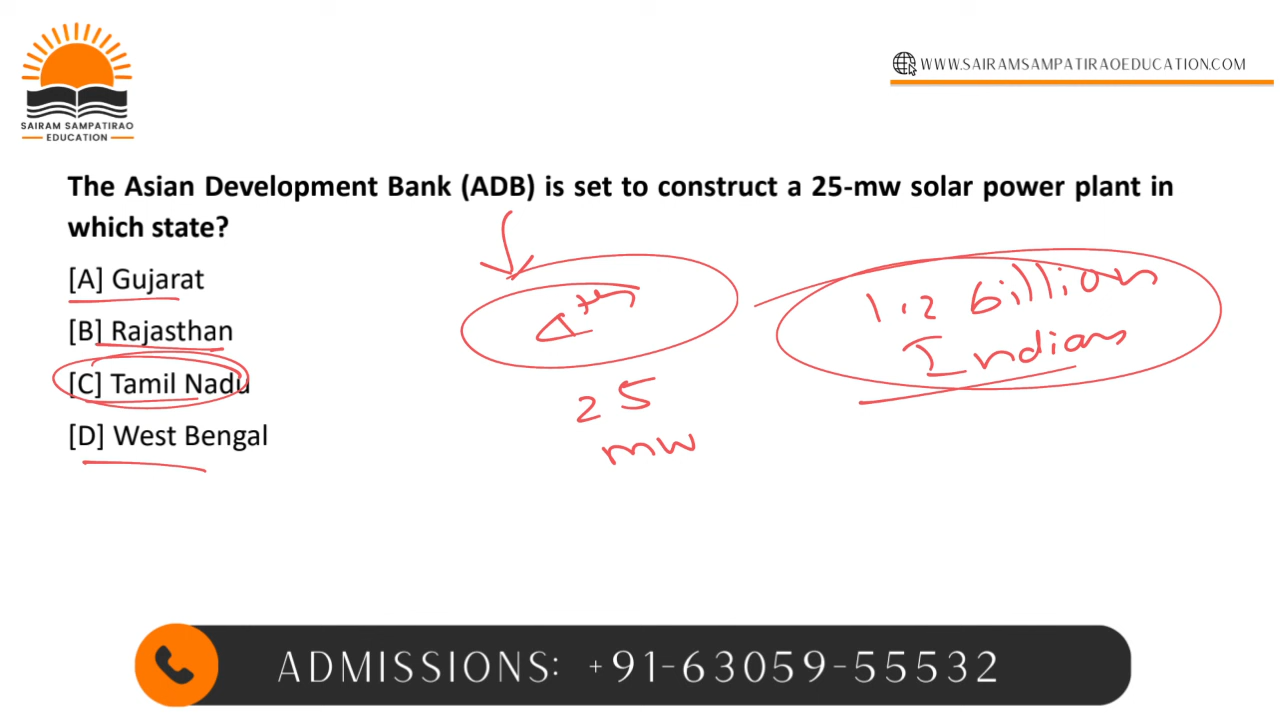 SAIRAM SAMPATIRAO
EDUCATION
WWW.SAIRAMSAMPATIRAOEDUCATION.COM
The Asian Development Bank (ADB) is set to construct a 25-mw solar power plant in
which state?
[A] Gujarat
[B] Rajasthan
[C] Tamil Nadu
[D] West Bengal
4th
25
mw
1.2 billion
Indians
ADMISSIONS: +91-63059-55532